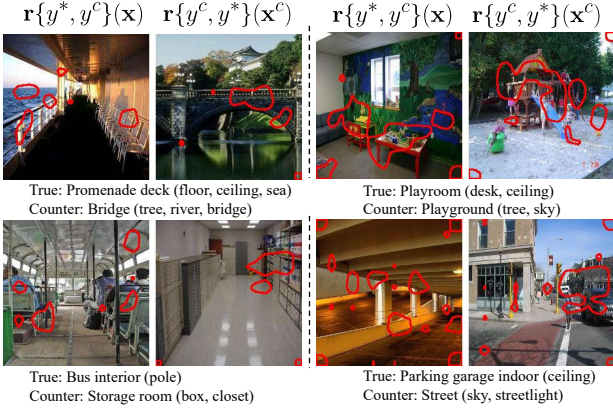 r{y*, y^c}(x) r{y^c, y*}(x^c) r{y*, y^c}(x) r{y^c, y*}(x^c)
True: Promenade deck (floor, ceiling, sea)
Counter: Bridge (tree, river, bridge)
True: Playroom (desk, ceiling)
Counter: Playground (tree, sky)
True: Bus interior (pole)
Counter: Storage room (box, closet)
True: Parking garage indoor (ceiling)
Counter: Street (sky, streetlight)